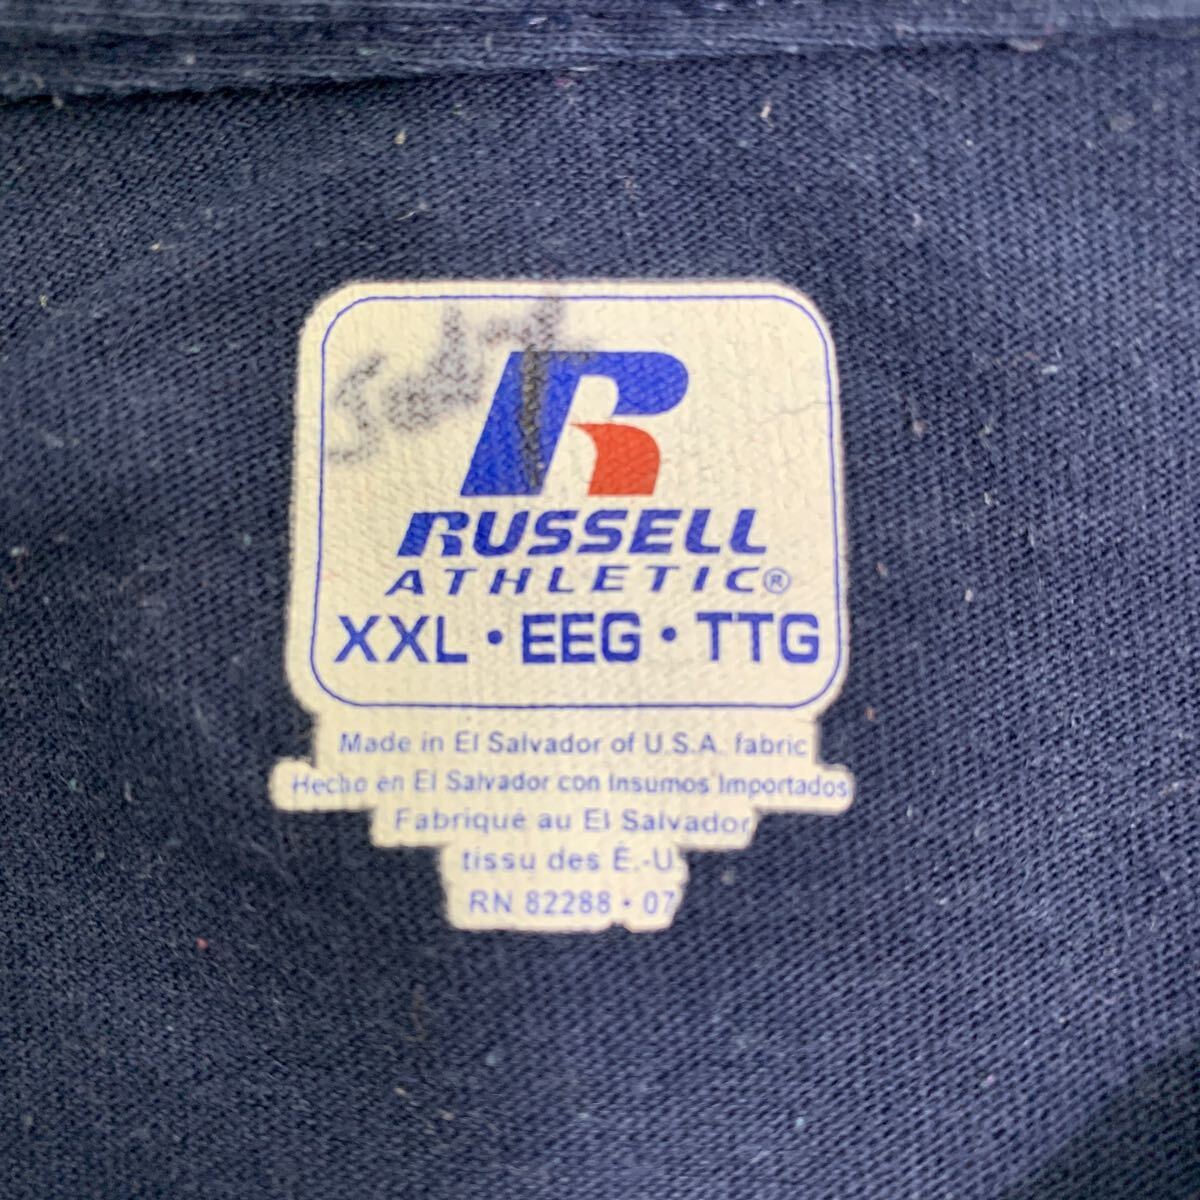 RUSSELL
ATHLETIC®
XXL • EEG • TTG
Made in El Salvador of U.S.A. fabric
Hecho en El Salvador con Insumos Importados
Fabriqué au El Salvador
tissu des É.-U.
RN 82288 • 07